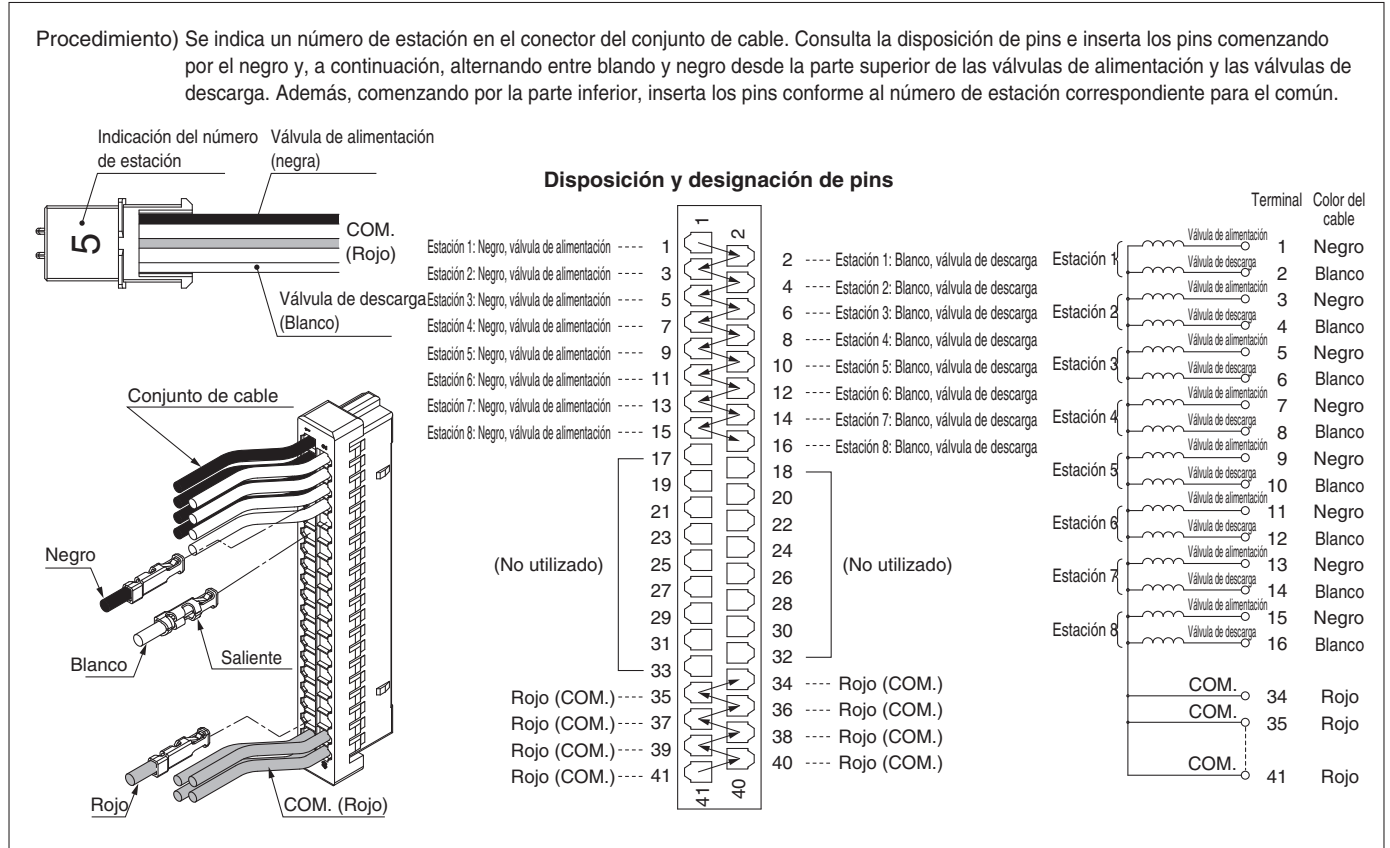 Procedimiento) Se indica un número de estación en el conector del conjunto de cable. Consulta la disposición de pins e inserta los pins comenzando
por el negro y, a continuación, alternando entre blando y negro desde la parte superior de las válvulas de alimentación y las válvulas de
descarga. Además, comenzando por la parte inferior, inserta los pins conforme al número de estación correspondiente para el común.
Indicación del número
de estación
Válvula de alimentación
(negra)
5
COM.
(Rojo)
Válvula de descarga
(Blanco)
Conjunto de cable
Negro
Blanco
Saliente
Rojo
COM. (Rojo)
Disposición y designación de pins
1
2
Estación 1: Negro, válvula de alimentación ---- 1
Estación 2: Negro, válvula de alimentación ---- 3
Estación 3: Negro, válvula de alimentación ---- 5
Estación 4: Negro, válvula de alimentación ---- 7
Estación 5: Negro, válvula de alimentación ---- 9
Estación 6: Negro, válvula de alimentación ---- 11
Estación 7: Negro, válvula de alimentación ---- 13
Estación 8: Negro, válvula de alimentación ---- 15
17
19
21
23
(No utilizado) 25
27
29
31
33
Rojo (COM.) ---- 35
Rojo (COM.) ---- 37
Rojo (COM.) ---- 39
Rojo (COM.) ---- 41
41
40
2 ---- Estación 1: Blanco, válvula de descarga
4 ---- Estación 2: Blanco, válvula de descarga
6 ---- Estación 3: Blanco, válvula de descarga
8 ---- Estación 4: Blanco, válvula de descarga
10 ---- Estación 5: Blanco, válvula de descarga
12 ---- Estación 6: Blanco, válvula de descarga
14 ---- Estación 7: Blanco, válvula de descarga
16 ---- Estación 8: Blanco, válvula de descarga
18
20
22
24
26 (No utilizado)
28
30
32
34 ---- Rojo (COM.)
36 ---- Rojo (COM.)
38 ---- Rojo (COM.)
40 ---- Rojo (COM.)
Terminal Color del
cable
Estación 1
Válvula de alimentación 1 Negro
Válvula de descarga 2 Blanco
Estación 2
Válvula de alimentación 3 Negro
Válvula de descarga 4 Blanco
Estación 3
Válvula de alimentación 5 Negro
Válvula de descarga 6 Blanco
Estación 4
Válvula de alimentación 7 Negro
Válvula de descarga 8 Blanco
Estación 5
Válvula de alimentación 9 Negro
Válvula de descarga 10 Blanco
Estación 6
Válvula de alimentación 11 Negro
Válvula de descarga 12 Blanco
Estación 7
Válvula de alimentación 13 Negro
Válvula de descarga 14 Blanco
Estación 8
Válvula de alimentación 15 Negro
Válvula de descarga 16 Blanco
COM. 34 Rojo
COM. 35 Rojo
COM. 41 Rojo